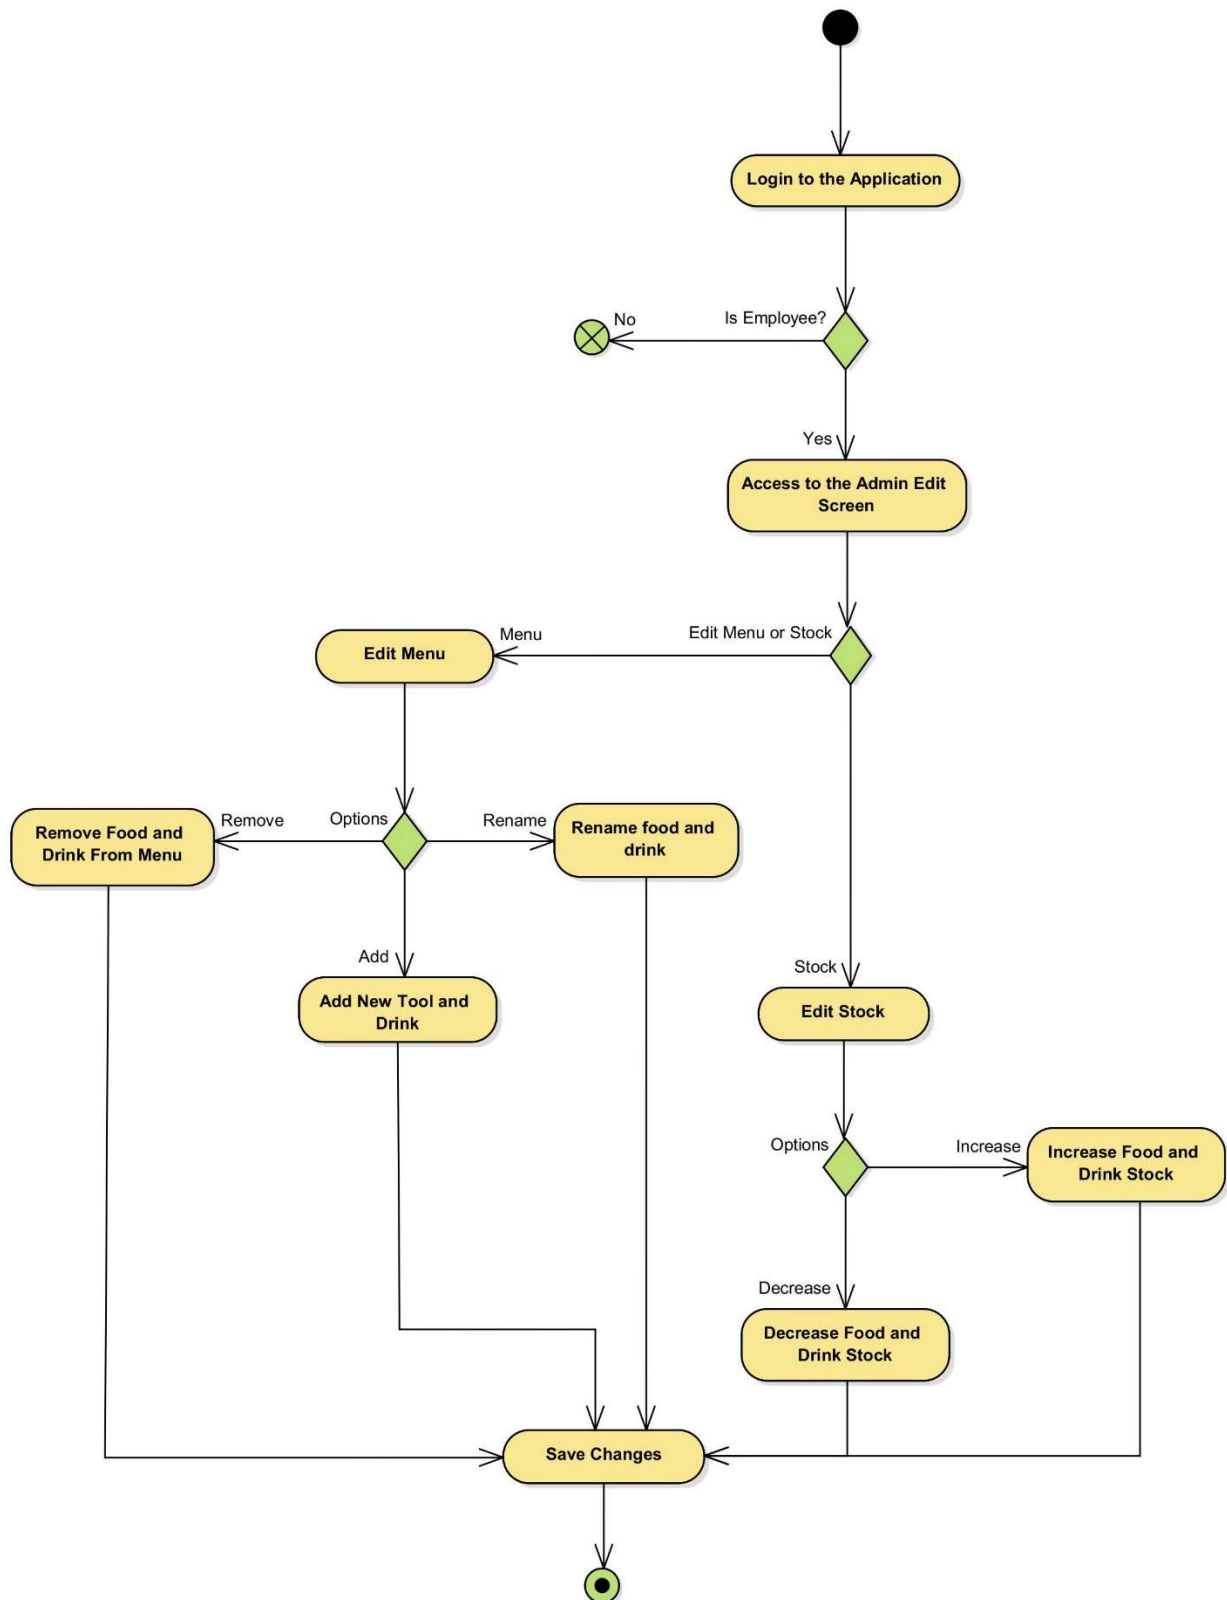 Login to the Application
No
Is Employee?
Yes
Access to the Admin Edit
Screen
Menu
Edit Menu or Stock
Edit Menu
Remove
Options
Rename
Remove Food and
Drink From Menu
Rename food and
drink
Add
Add New Tool and
Drink
Stock
Edit Stock
Options
Increase
Increase Food and
Drink Stock
Decrease
Decrease Food and
Drink Stock
Save Changes